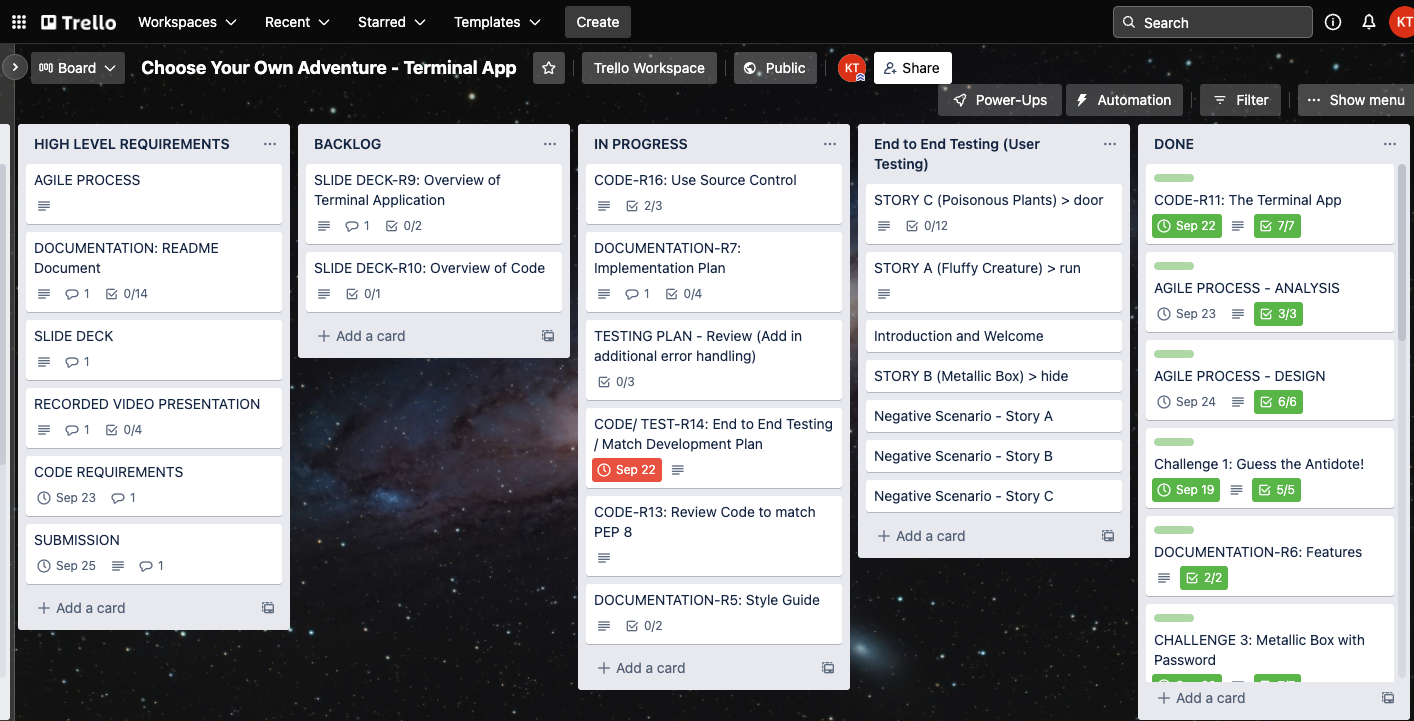 Trello
Workspaces
Recent
Starred
Templates
Create
Search
KT
Board
Choose Your Own Adventure - Terminal App
Trello Workspace
Public
KT
Share
Power-Ups
Automation
Filter
Show menu
HIGH LEVEL REQUIREMENTS
AGILE PROCESS
DOCUMENTATION: README
Document
1 0/14
SLIDE DECK
1
RECORDED VIDEO PRESENTATION
1 0/4
CODE REQUIREMENTS
Sep 23 1
SUBMISSION
Sep 25 1
+ Add a card
BACKLOG
SLIDE DECK-R9: Overview of
Terminal Application
1 0/2
SLIDE DECK-R10: Overview of Code
0/1
+ Add a card
IN PROGRESS
CODE-R16: Use Source Control
2/3
DOCUMENTATION-R7:
Implementation Plan
1 0/4
TESTING PLAN - Review (Add in
additional error handling)
0/3
CODE/ TEST-R14: End to End Testing
/ Match Development Plan
Sep 22
CODE-R13: Review Code to match
PEP 8
DOCUMENTATION-R5: Style Guide
0/2
+ Add a card
End to End Testing (User
Testing)
STORY C (Poisonous Plants) > door
0/12
STORY A (Fluffy Creature) > run
Introduction and Welcome
STORY B (Metallic Box) > hide
Negative Scenario - Story A
Negative Scenario - Story B
Negative Scenario - Story C
+ Add a card
DONE
CODE-R11: The Terminal App
Sep 22 7/7
AGILE PROCESS - ANALYSIS
Sep 23 3/3
AGILE PROCESS - DESIGN
Sep 24 6/6
Challenge 1: Guess the Antidote!
Sep 19 5/5
DOCUMENTATION-R6: Features
2/2
CHALLENGE 3: Metallic Box with
Password
+ Add a card